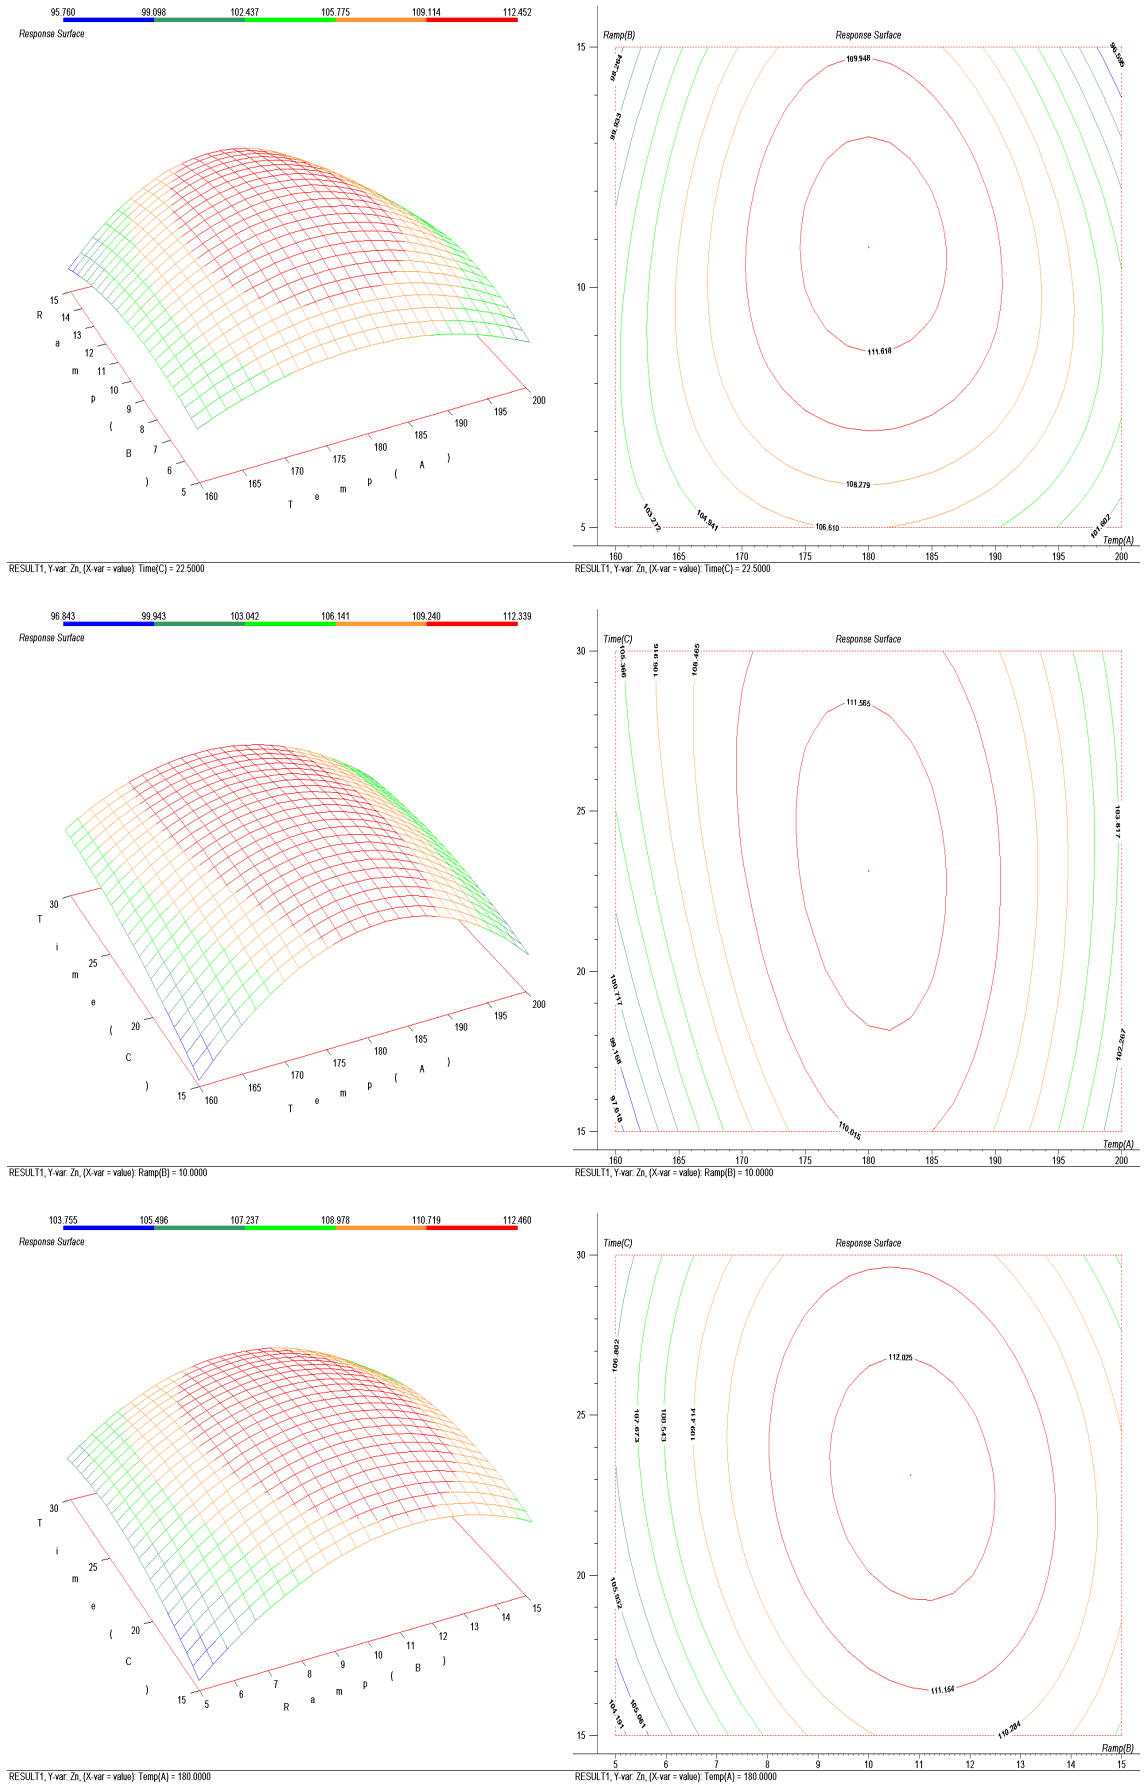 95.760 99.098 102.437 105.775 109.114 112.452
Response Surface
15
14
13
12
11
10
9
8
7
6
5
Ramp(B)
160 165 170 175 180 185 190 195 200
Temp(A)
RESULT1, Y-var: Zn, (X-var = value): Time(C) = 22.5000
Ramp(B)
Response Surface
15
10
5
98.264
99.933
96.595
109.948
111.618
108.279
106.610
103.272
104.941
101.602
Temp(A)
160 165 170 175 180 185 190 195 200
RESULT1, Y-var: Zn, (X-var = value): Time(C) = 22.5000
96.843 99.943 103.042 106.141 109.240 112.339
Response Surface
30
25
20
15
Time(C)
160 165 170 175 180 185 190 195 200
Temp(A)
RESULT1, Y-var: Zn, (X-var = value): Ramp(B) = 10.0000
Time(C)
Response Surface
30
25
20
15
105.366
106.916
108.465
111.565
103.817
100.717
99.168
97.618
102.267
110.015
Temp(A)
160 165 170 175 180 185 190 195 200
RESULT1, Y-var: Zn, (X-var = value): Ramp(B) = 10.0000
103.755 105.496 107.237 108.978 110.719 112.460
Response Surface
30
25
20
15
Time(C)
5 6 7 8 9 10 11 12 13 14 15
Ramp(B)
RESULT1, Y-var: Zn, (X-var = value): Temp(A) = 180.0000
Time(C)
Response Surface
30
25
20
15
106.802
107.673
108.543
109.414
112.025
105.932
104.191
105.061
111.154
110.284
Ramp(B)
5 6 7 8 9 10 11 12 13 14 15
RESULT1, Y-var: Zn, (X-var = value): Temp(A) = 180.0000